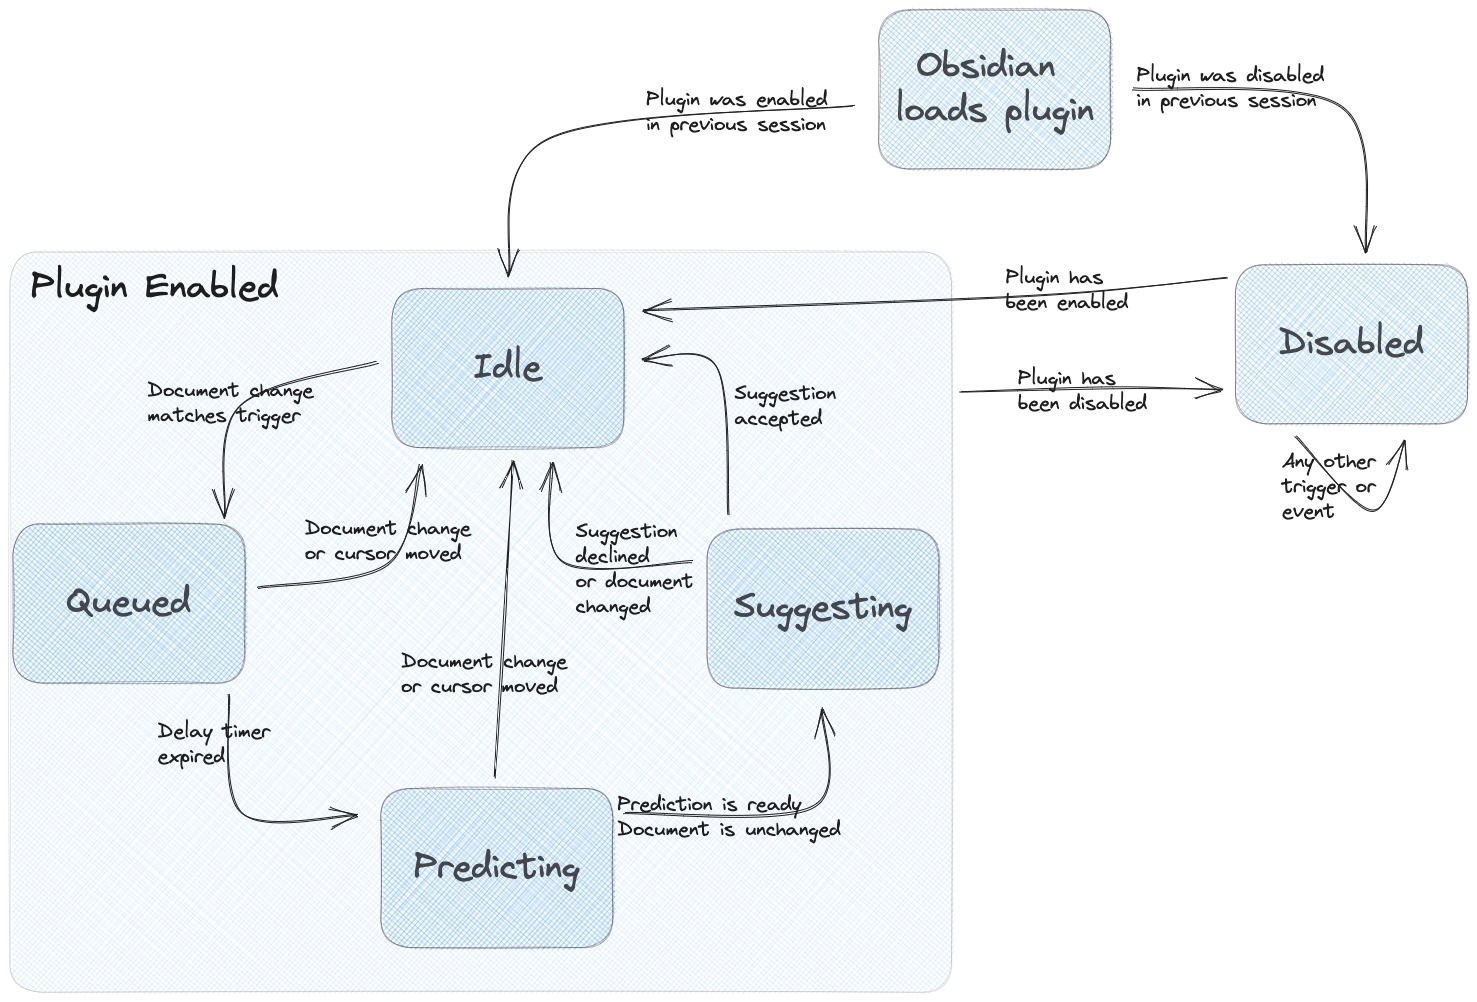 Obsidian
loads plugin
Plugin was enabled
in previous session
Plugin was disabled
in previous session
Plugin Enabled
Idle
Plugin has
been enabled
Disabled
Document change
matches trigger
Suggestion
accepted
Plugin has
been disabled
Any other
trigger or
event
Document change
or cursor moved
Suggestion
declined
or document
changed
Queued
Suggesting
Document change
or cursor moved
Delay timer
expired
Prediction is ready
Document is unchanged
Predicting